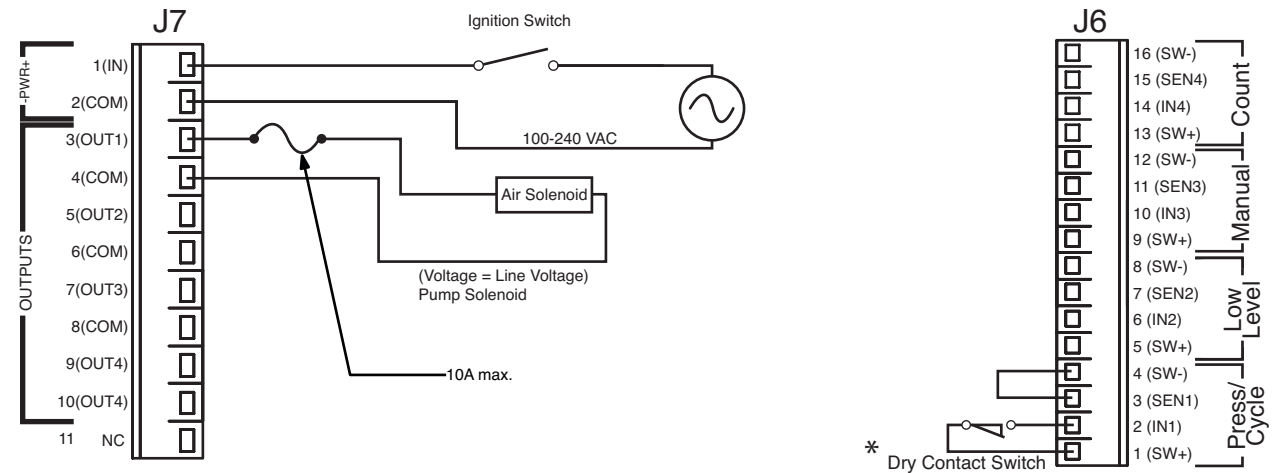 J7
Ignition Switch
-PWR+
1(IN)
2(COM)
3(OUT1)
4(COM)
5(OUT2)
6(COM)
7(OUT3)
8(COM)
9(OUT4)
10(OUT4)
11 NC
OUTPUTS
100-240 VAC
Air Solenoid
(Voltage = Line Voltage)
Pump Solenoid
10A max.
J6
16 (SW-)
15 (SEN4)
14 (IN4)
13 (SW+)
Count
12 (SW-)
11 (SEN3)
10 (IN3)
9 (SW+)
Manual
8 (SW-)
7 (SEN2)
6 (IN2)
5 (SW+)
Low
Level
4 (SW-)
3 (SEN1)
2 (IN1)
1 (SW+)
Press/
Cycle
* Dry Contact Switch